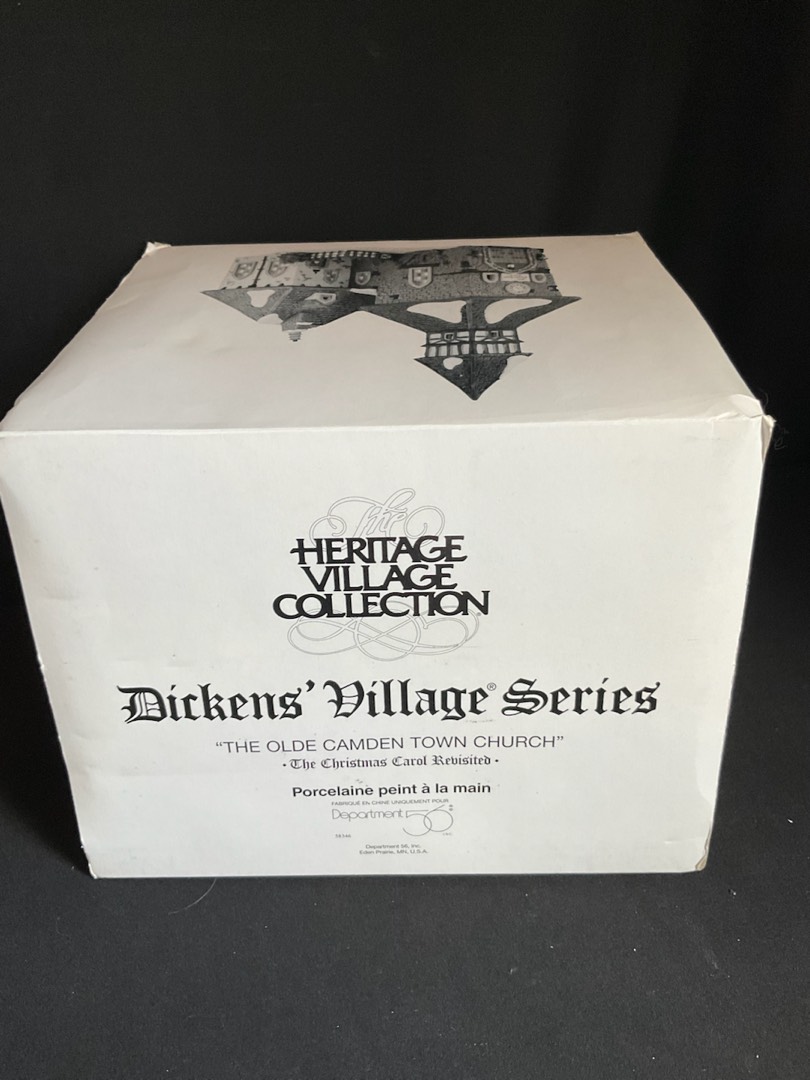 The
HERITAGE
VILLAGE
COLLECTION
Dickens' Village® Series
"THE OLDE CAMDEN TOWN CHURCH"
• The Christmas Carol Revisited •
Porcelaine peint à la main
FABRIQUÉ EN CHINE UNIQUEMENT POUR
Department 56
Department 56, Inc.
Eden Prairie, MN, U.S.A.